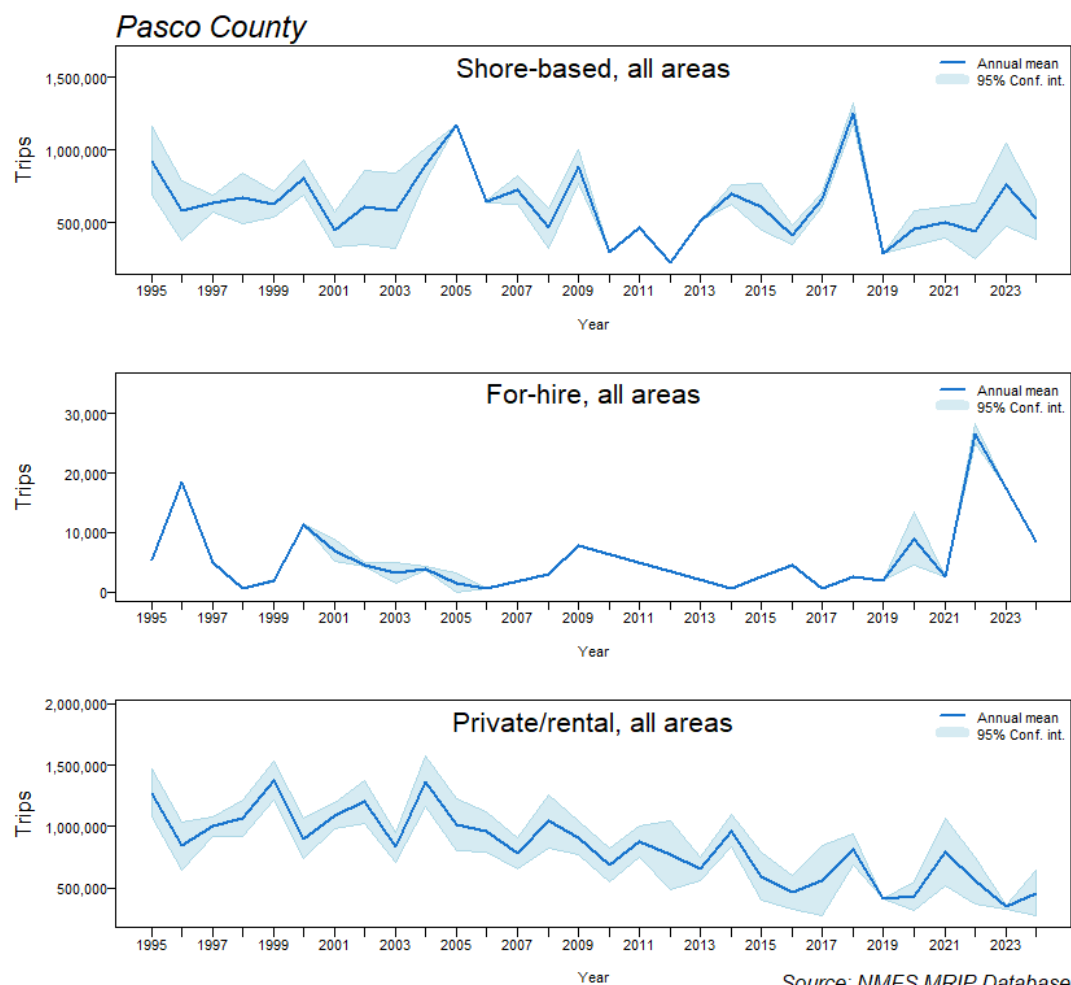 Pasco County
Shore-based, all areas
Annual mean
95% Conf. int.
1,500,000
1,000,000
500,000
Trips
1995 1997 1999 2001 2003 2005 2007 2009 2011 2013 2015 2017 2019 2021 2023
Year
For-hire, all areas
Annual mean
95% Conf. int.
30,000
20,000
10,000
0
Trips
1995 1997 1999 2001 2003 2005 2007 2009 2011 2013 2015 2017 2019 2021 2023
Year
Private/rental, all areas
Annual mean
95% Conf. int.
2,000,000
1,500,000
1,000,000
500,000
Trips
1995 1997 1999 2001 2003 2005 2007 2009 2011 2013 2015 2017 2019 2021 2023
Year
Source: NMFS MRIP Database